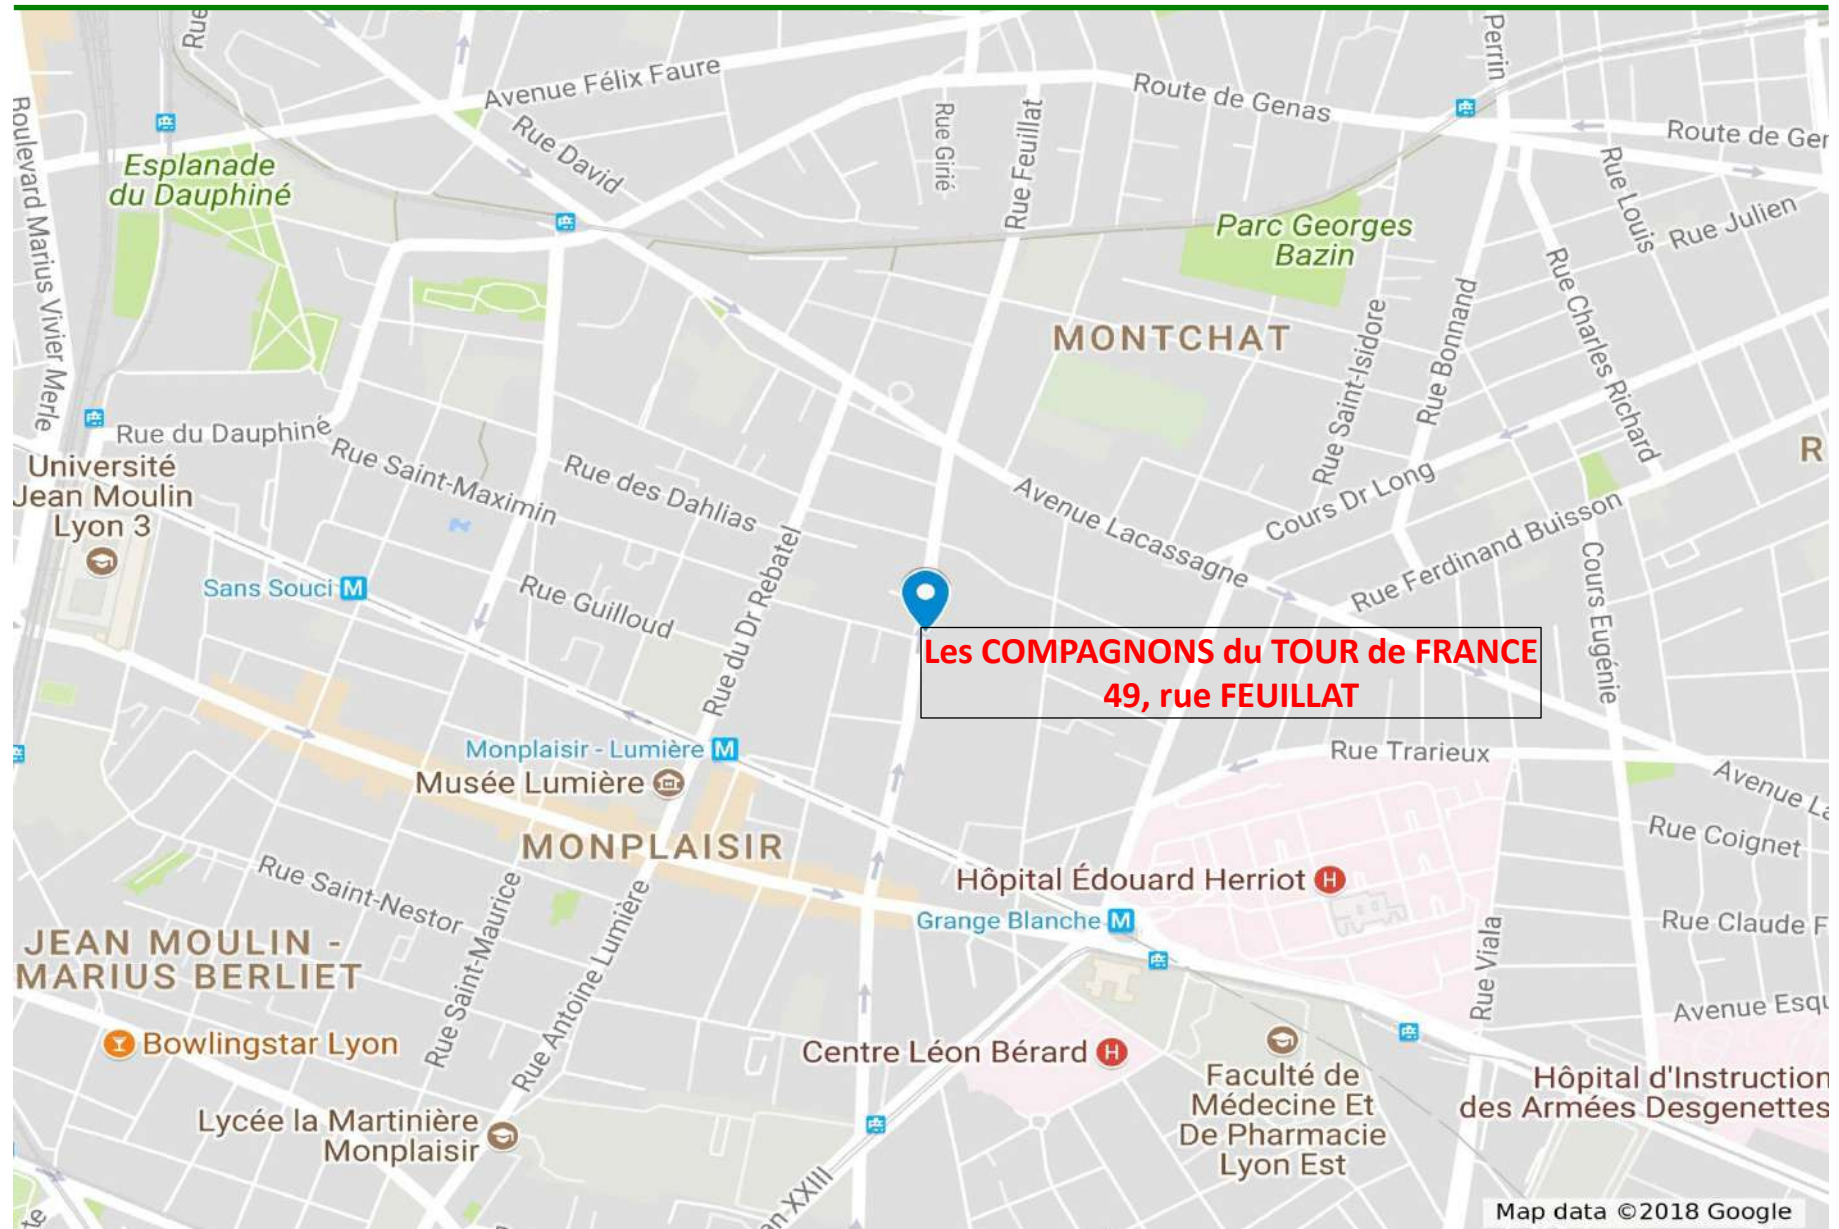 Rue
Perrin
Avenue Félix Faure
Route de Genas
Rue David
Rue Girié
Rue Feuillat
Route de Ger
Boulevard Marius Vivier Merle
Esplanade
du Dauphiné
Rue Louis
Rue Julien
Parc Georges
Bazin
Rue Charles Richard
MONTCHAT
Rue Saint-Isidore
Rue Bonnand
Rue du Dauphiné
Rue Saint-Maximin
Rue des Dahlias
R
Université
Jean Moulin
Lyon 3
Avenue Lacassagne
Cours Dr Long
Rue Ferdinand Buisson
Cours Eugénie
Sans Souci M
Rue Guilloud
Rue du Dr Rebatel
Les COMPAGNONS du TOUR de FRANCE
49, rue FEUILLAT
Monplaisir - Lumière M
Musée Lumière
Rue Trarieux
Avenue La
Rue Coignet
MONPLAISIR
Rue Saint-Nestor
Rue Saint-Maurice
Rue Antoine Lumière
Hôpital Édouard Herriot H
Grange Blanche M
Rue Claude F
Rue Viala
JEAN MOULIN -
MARIUS BERLIET
Avenue Esqu
Bowlingstar Lyon
Centre Léon Bérard H
Faculté de
Médecine Et
De Pharmacie
Lyon Est
Hôpital d'Instruction
des Armées Desgenettes
Lycée la Martinière
Monplaisir
an XXIII
Map data ©2018 Google